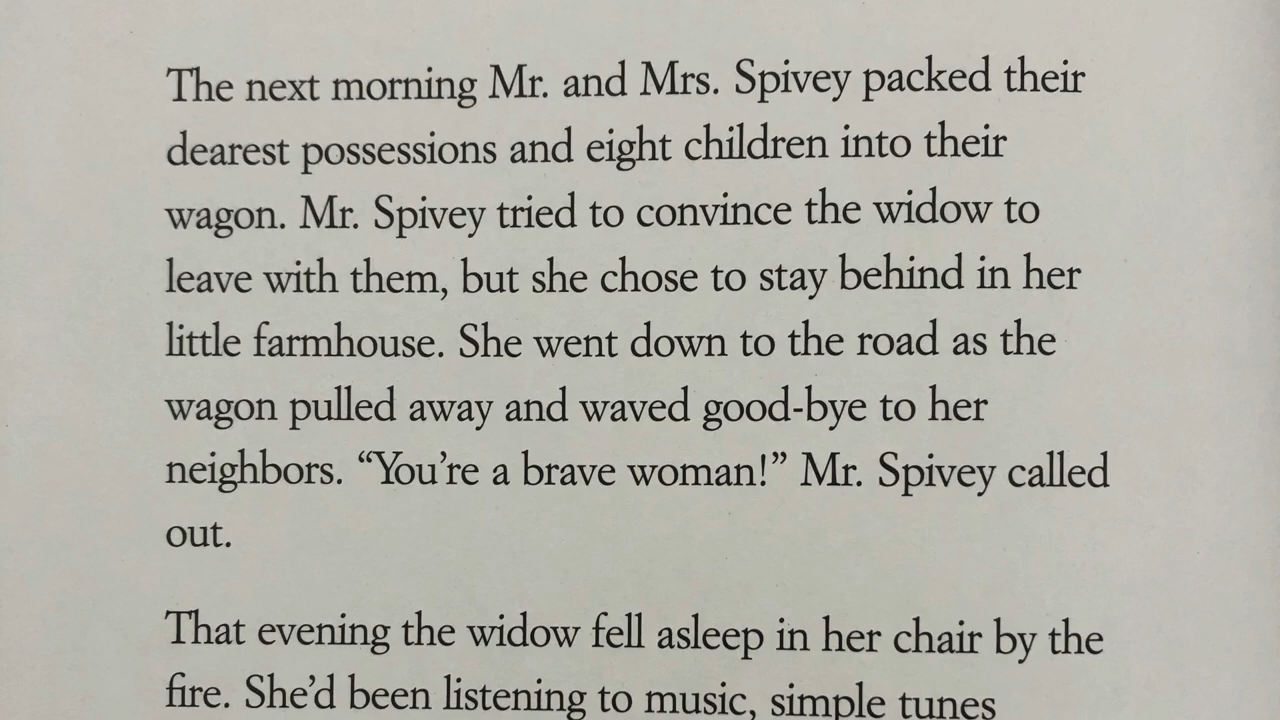 The next morning Mr. and Mrs. Spivey packed their
dearest possessions and eight children into their
wagon. Mr. Spivey tried to convince the widow to
leave with them, but she chose to stay behind in her
little farmhouse. She went down to the road as the
wagon pulled away and waved good-bye to her
neighbors. “You’re a brave woman!” Mr. Spivey called
out.
That evening the widow fell asleep in her chair by the
fire. She’d been listening to music, simple tunes